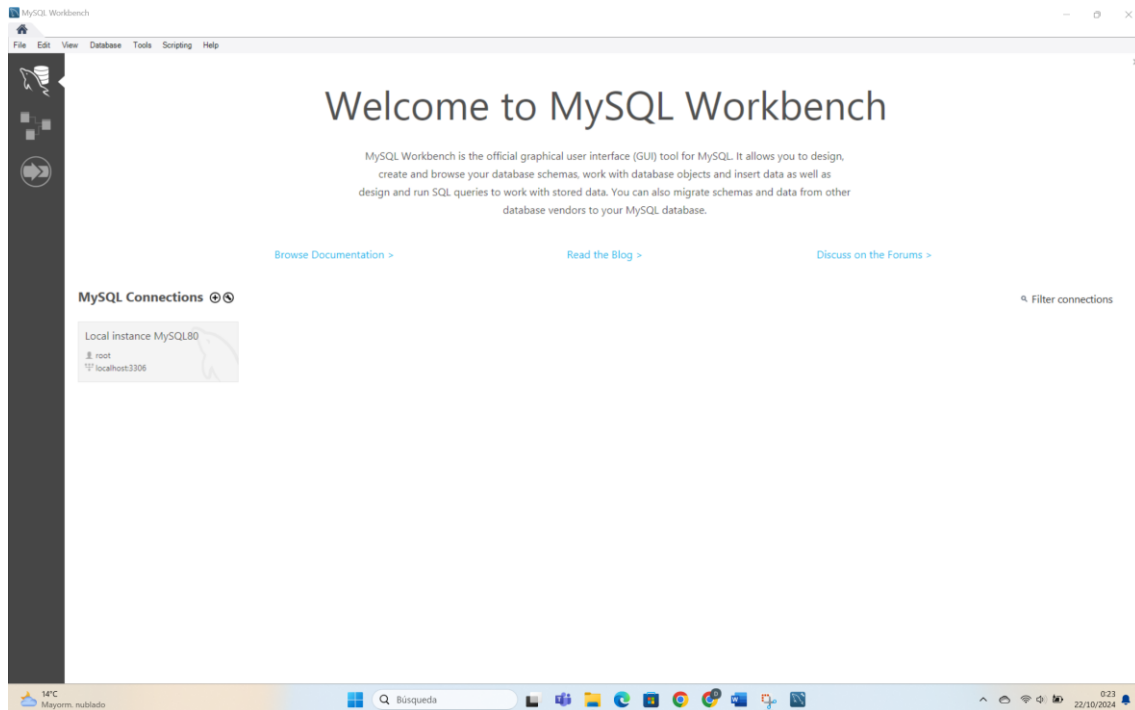 MySQL Workbench
File Edit View Database Tools Scripting Help
Welcome to MySQL Workbench
MySQL Workbench is the official graphical user interface (GUI) tool for MySQL. It allows you to design,
create and browse your database schemas, work with database objects and insert data as well as
design and run SQL queries to work with stored data. You can also migrate schemas and data from other
database vendors to your MySQL database.
Browse Documentation >
Read the Blog >
Discuss on the Forums >
MySQL Connections
Filter connections
Local instance MySQL80
root
localhost:3306
14°C
Mayorm. nublado
Búsqueda
0:23
22/10/2024